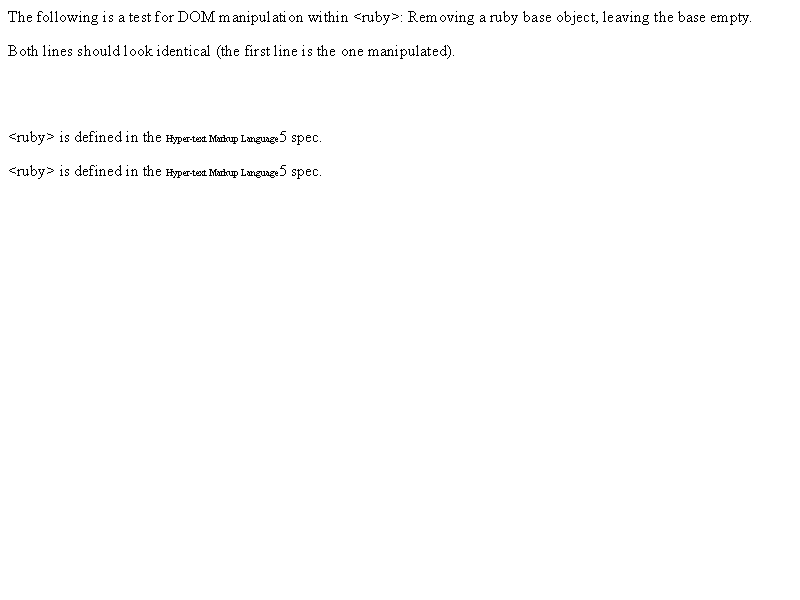 The following is a test for DOM manipulation within <ruby>: Removing a ruby base object, leaving the base empty.
Both lines should look identical (the first line is the one manipulated).
<ruby> is defined in the Hyper-text Markup Language5 spec.
<ruby> is defined in the Hyper-text Markup Language5 spec.